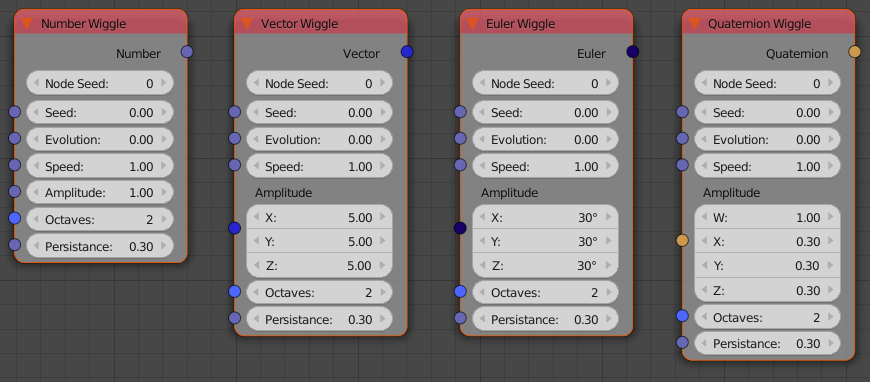 Number Wiggle
Number
Node Seed: 0
Seed: 0.00
Evolution: 0.00
Speed: 1.00
Amplitude: 1.00
Octaves: 2
Persistance: 0.30
Vector Wiggle
Vector
Node Seed: 0
Seed: 0.00
Evolution: 0.00
Speed: 1.00
Amplitude
X: 5.00
Y: 5.00
Z: 5.00
Octaves: 2
Persistance: 0.30
Euler Wiggle
Euler
Node Seed: 0
Seed: 0.00
Evolution: 0.00
Speed: 1.00
Amplitude
X: 30°
Y: 30°
Z: 30°
Octaves: 2
Persistance: 0.30
Quaternion Wiggle
Quaternion
Node Seed: 0
Seed: 0.00
Evolution: 0.00
Speed: 1.00
Amplitude
W: 1.00
X: 0.30
Y: 0.30
Z: 0.30
Octaves: 2
Persistance: 0.30